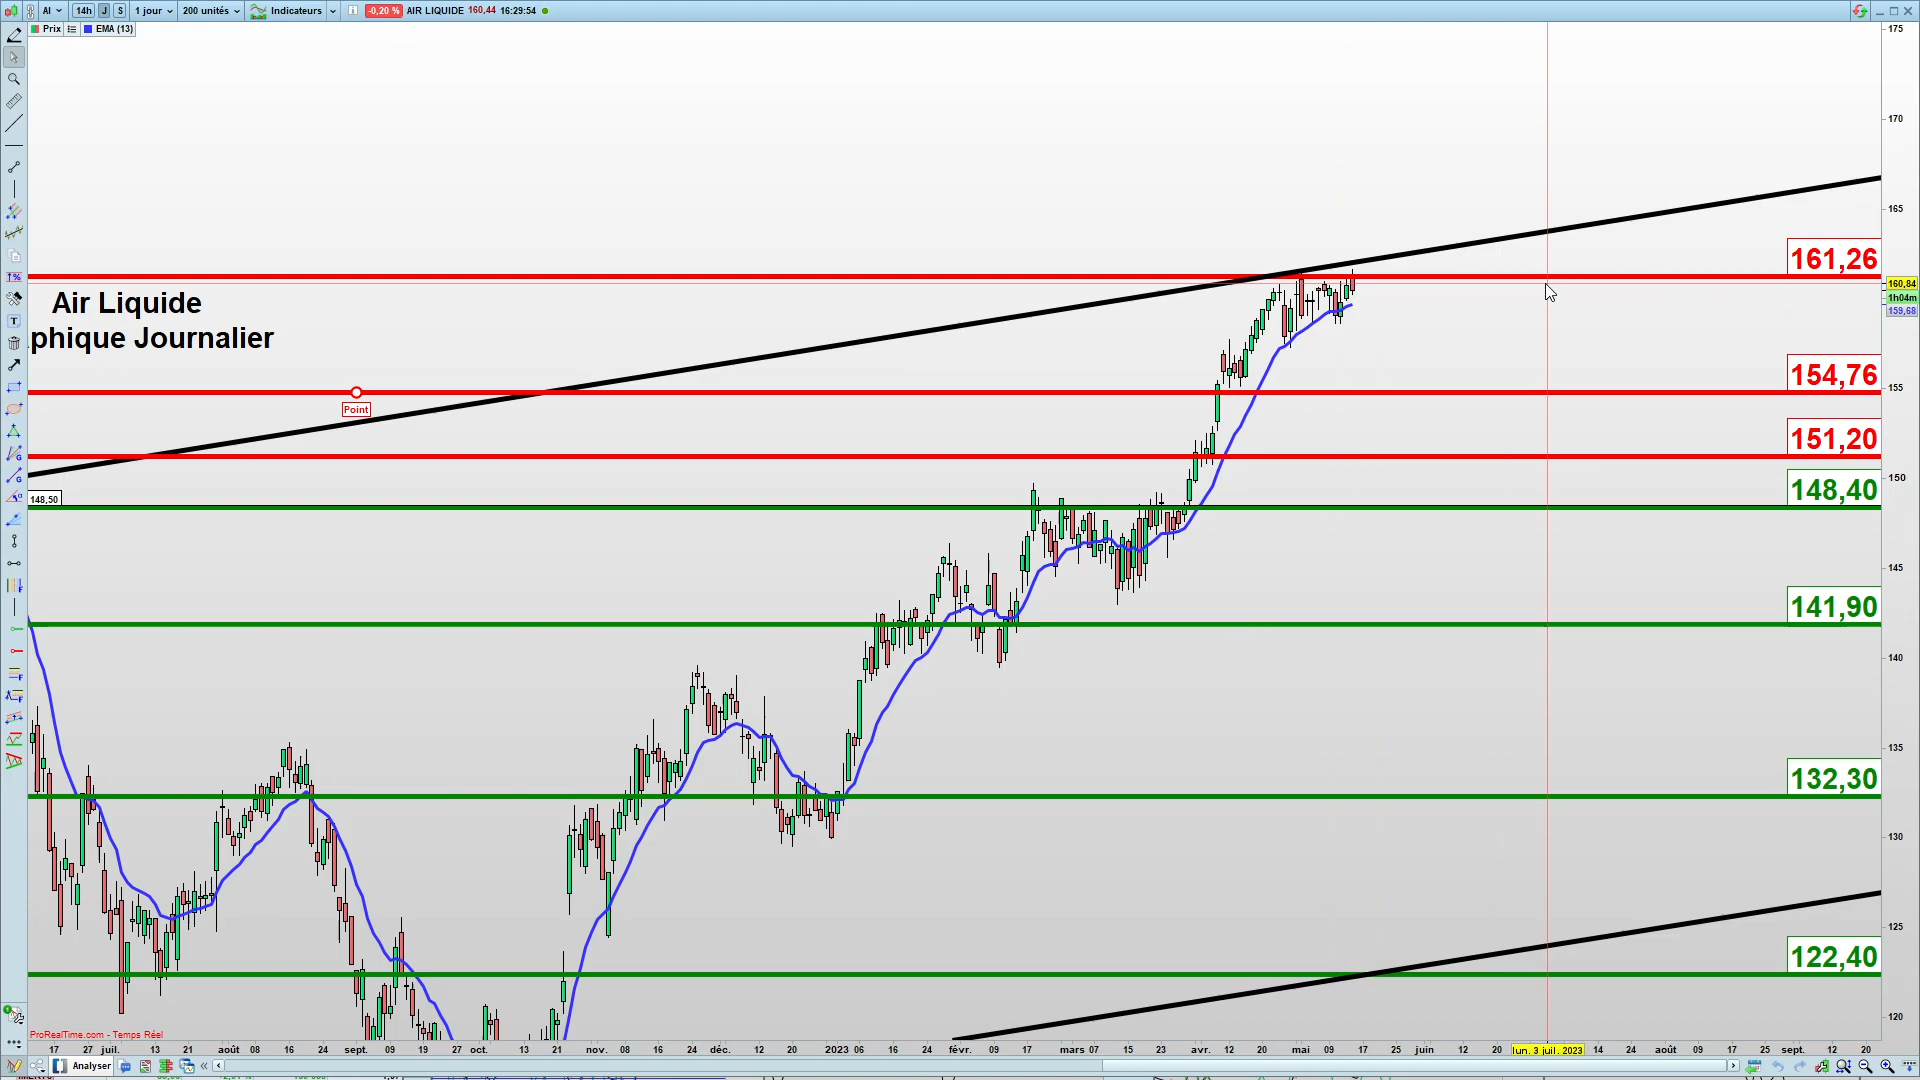 AI 14h J S 1 jour 200 unités Indicateurs -0,20 % AIR LIQUIDE 160,44 16:29:54
Prix EMA (13)
175
170
165
161,26
160,84
1h04m
159,68
Air Liquide
phique Journalier
154,76
155
Point
151,20
148,40
150
148,50
145
141,90
140
135
132,30
130
125
122,40
120
ProRealTime.com - Temps Réel
17 27 juil. 13 21 août 08 16 24 sept. 09 19 27 oct. 13 21 nov. 08 16 24 déc. 12 20 2023 06 16 24 févr. 09 17 mars 07 15 23 avr. 12 20 mai 09 17 25 juin 12 20 lun. 3 juil. 2023 14 23 août 09 17 25 sept. 12 20
Analyser